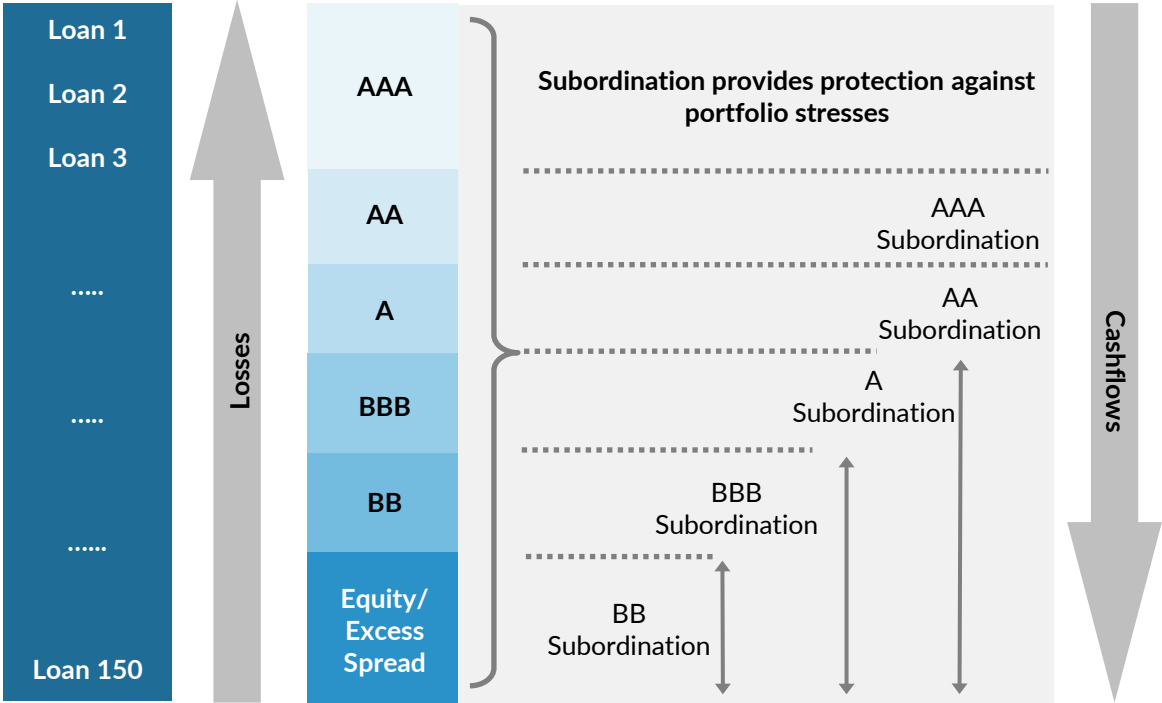 Loan 1
Loan 2
Loan 3
.....
.....
......
Loan 150
Losses
AAA
AA
A
BBB
BB
Equity/
Excess
Spread
Subordination provides protection against
portfolio stresses
AAA
Subordination
AA
Subordination
A
Subordination
BBB
Subordination
BB
Subordination
Cashflows